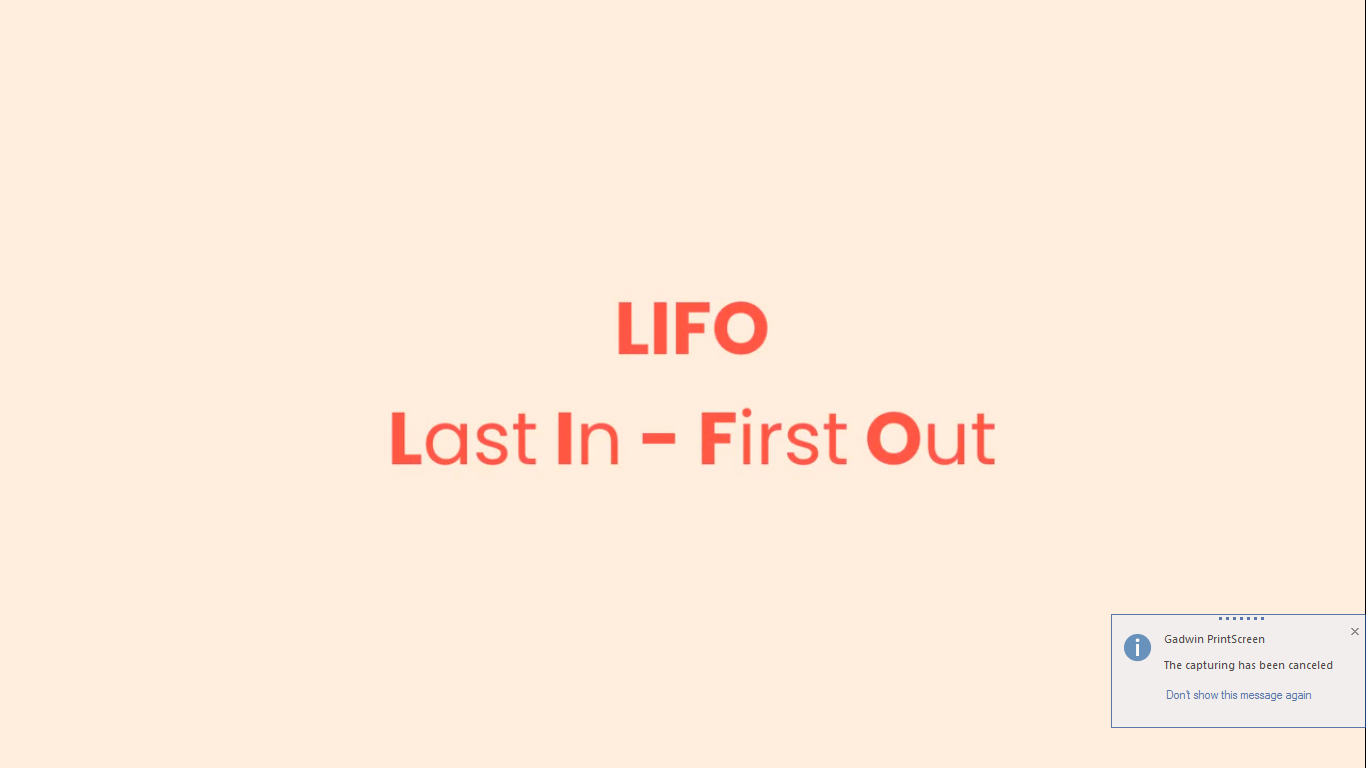 LIFO
Last In - First Out
Gadwin PrintScreen
The capturing has been canceled
Don't show this message again